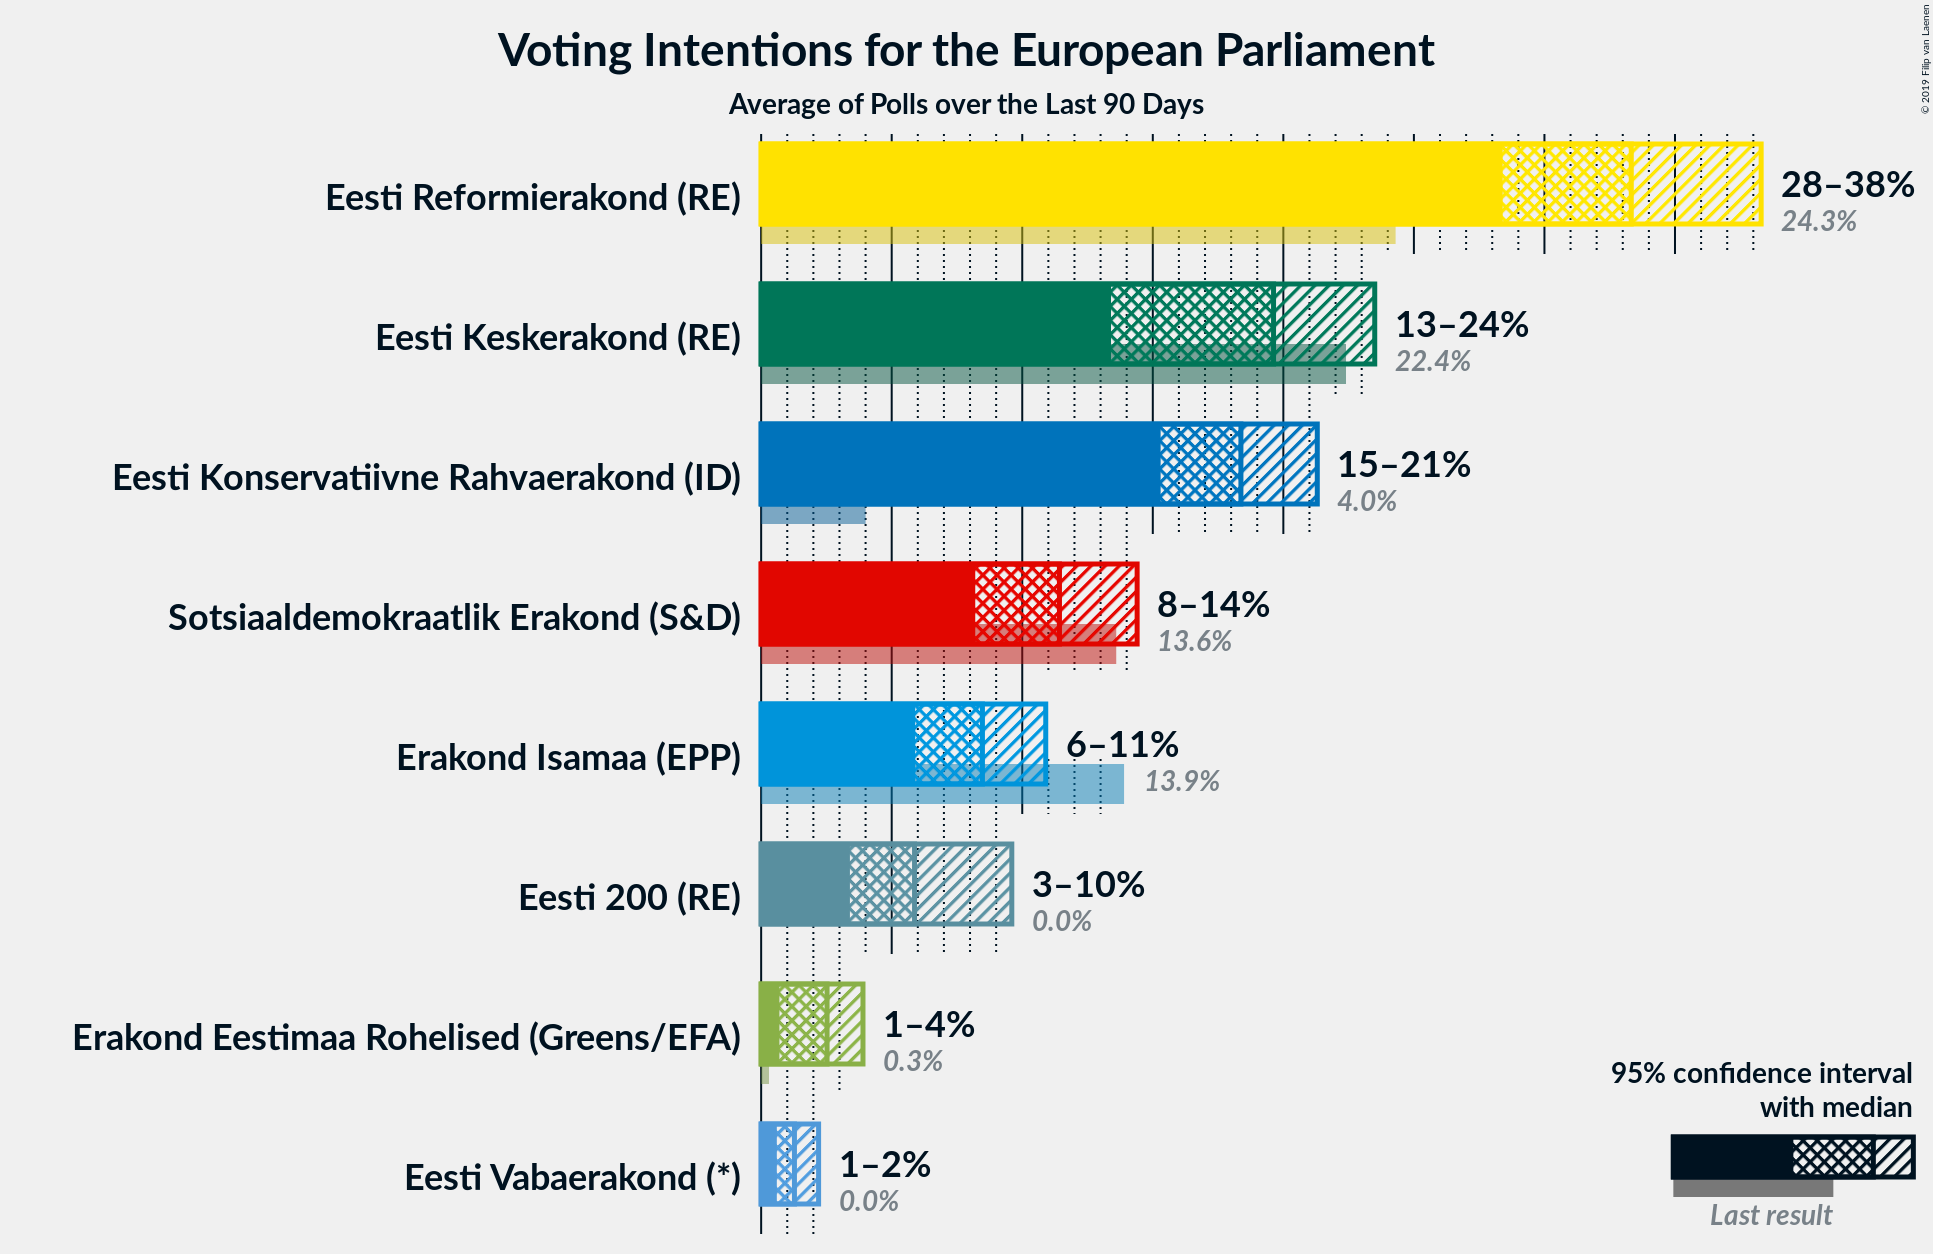 Voting Intentions for the European Parliament
Average of Polls over the Last 90 Days
© 2019 Filip van Laenen
Eesti Reformierakond (RE)
28–38%
24.3%
Eesti Keskerakond (RE)
13–24%
22.4%
Eesti Konservatiivne Rahvaerakond (ID)
15–21%
4.0%
Sotsiaaldemokraatlik Erakond (S&D)
8–14%
13.6%
Erakond Isamaa (EPP)
6–11%
13.9%
Eesti 200 (RE)
3–10%
0.0%
Erakond Eestimaa Rohelised (Greens/EFA)
1–4%
0.3%
Eesti Vabaerakond (*)
1–2%
0.0%
95% confidence interval
with median
Last result